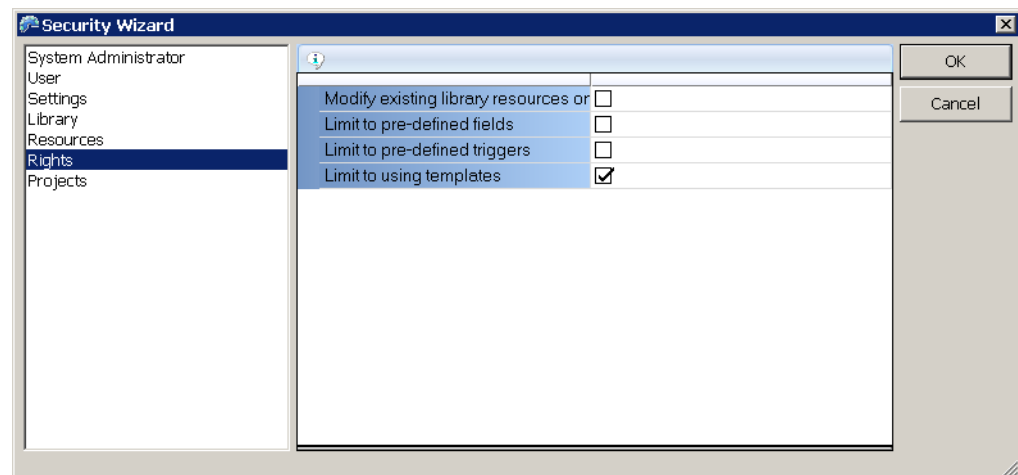 Security Wizard
System Administrator
User
Settings
Library
Resources
Rights
Projects
Modify existing library resources or
Limit to pre-defined fields
Limit to pre-defined triggers
Limit to using templates
OK
Cancel